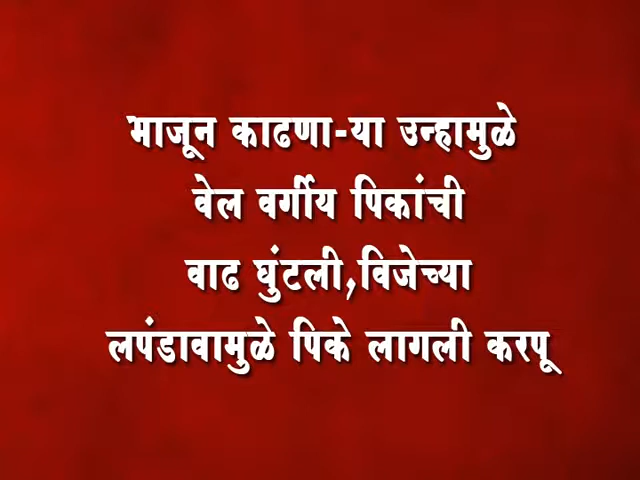 भाजून काढणा-या उन्हामुळे
वेल वर्गीय पिकांची
वाढ घुंटली,विजेच्या
लपंडावामुळे पिके लागली करपू